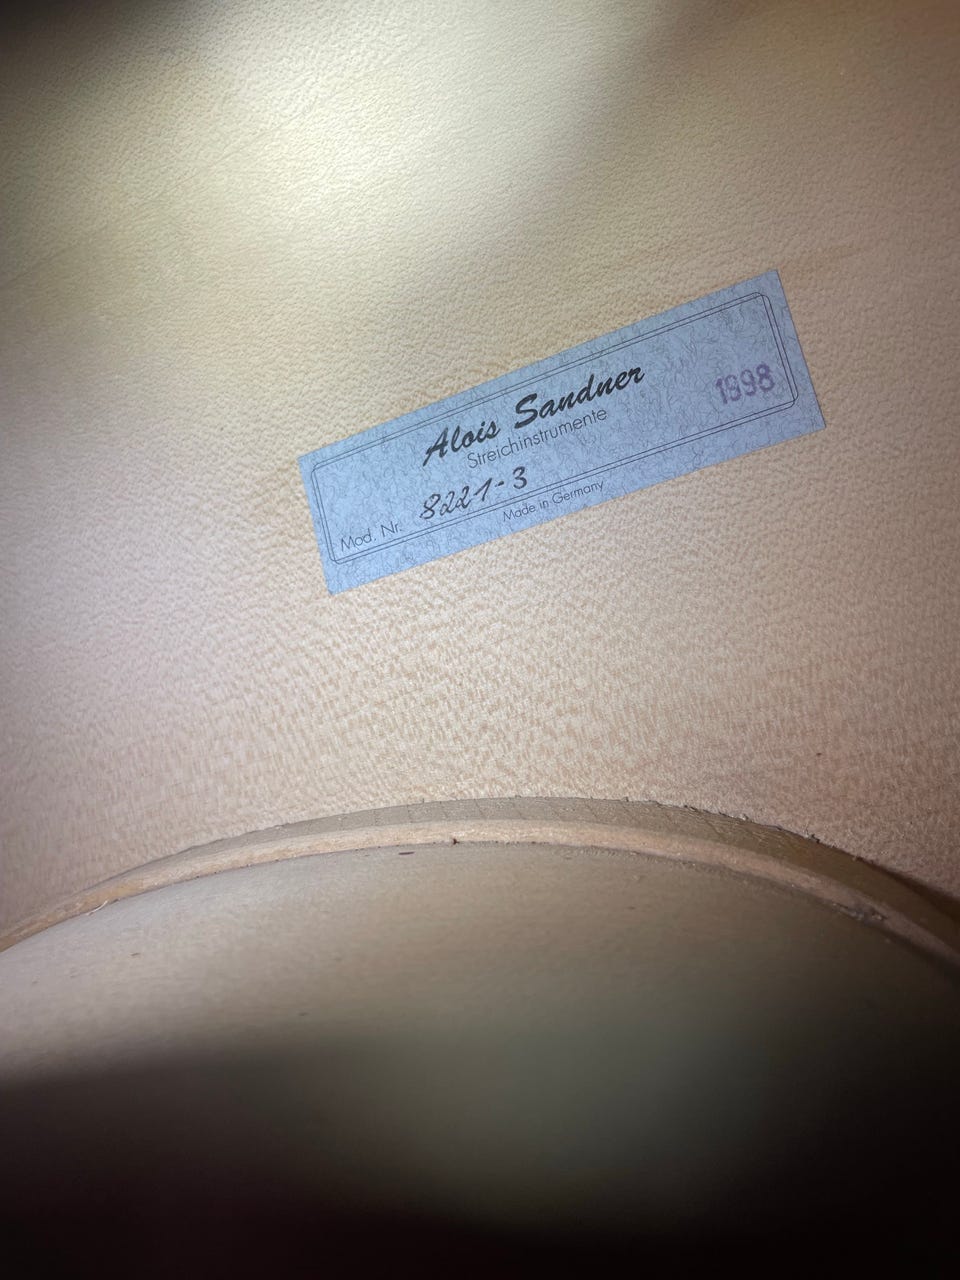 Alois Sandner
Streichinstrumente
1998
Mod. Nr. 8221-3
Made in Germany